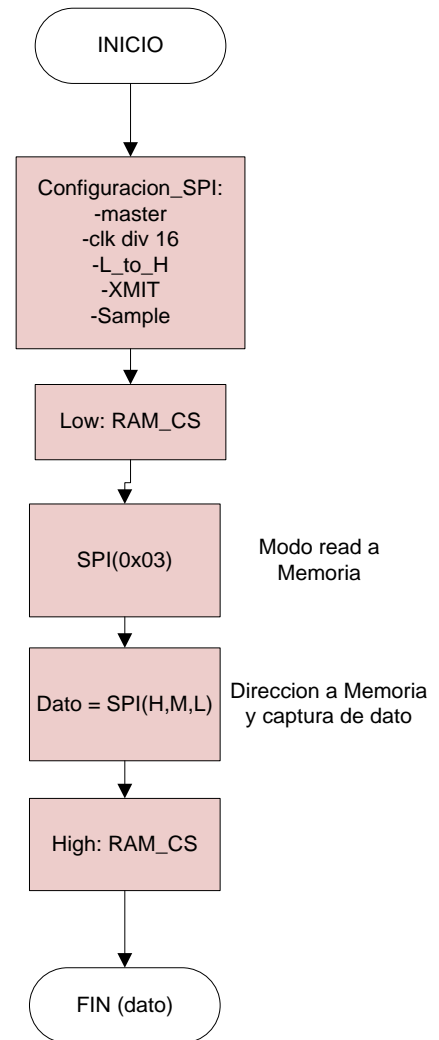 INICIO
Configuracion_SPI:
-master
-clk div 16
-L_to_H
-XMIT
-Sample
Low: RAM_CS
SPI(0x03)
Modo read a
Memoria
Dato = SPI(H,M,L)
Direccion a Memoria
y captura de dato
High: RAM_CS
FIN (dato)